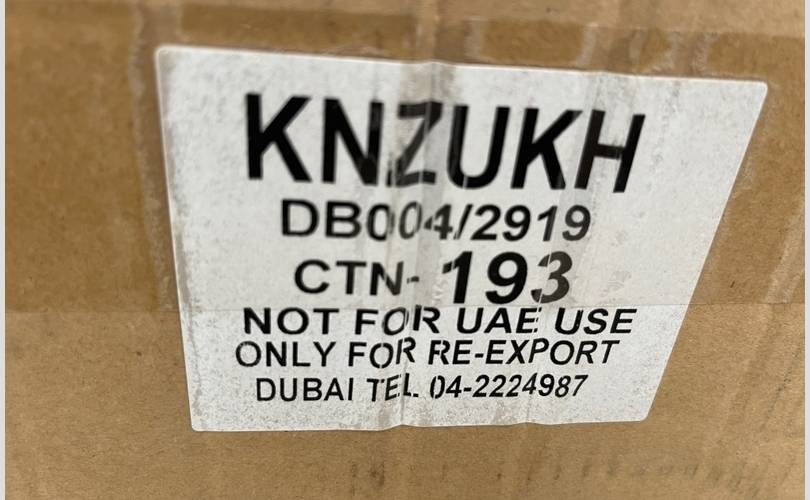 KNZUKH
DB004/2919
CTN- 193
NOT FOR UAE USE
ONLY FOR RE-EXPORT
DUBAI TEL. 04-2224987